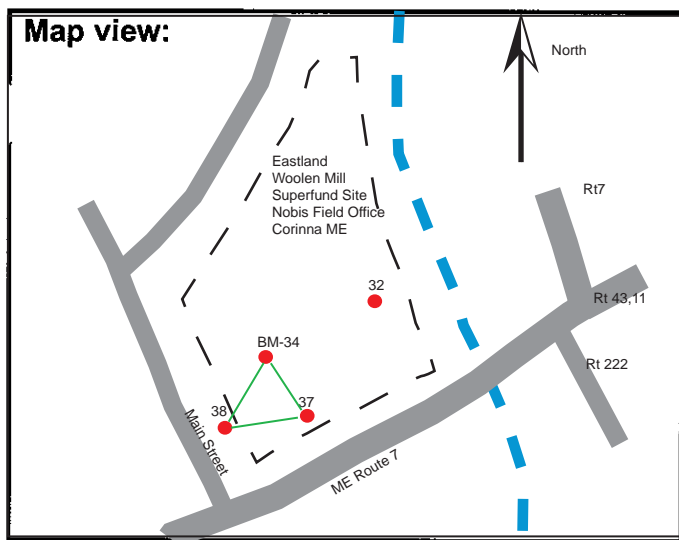 Map view:
North
Eastland
Woolen Mill
Superfund Site
Nobis Field Office
Corinna ME
Rt7
32
Rt 43,11
BM-34
Rt 222
37
38
Main Street
ME Route 7